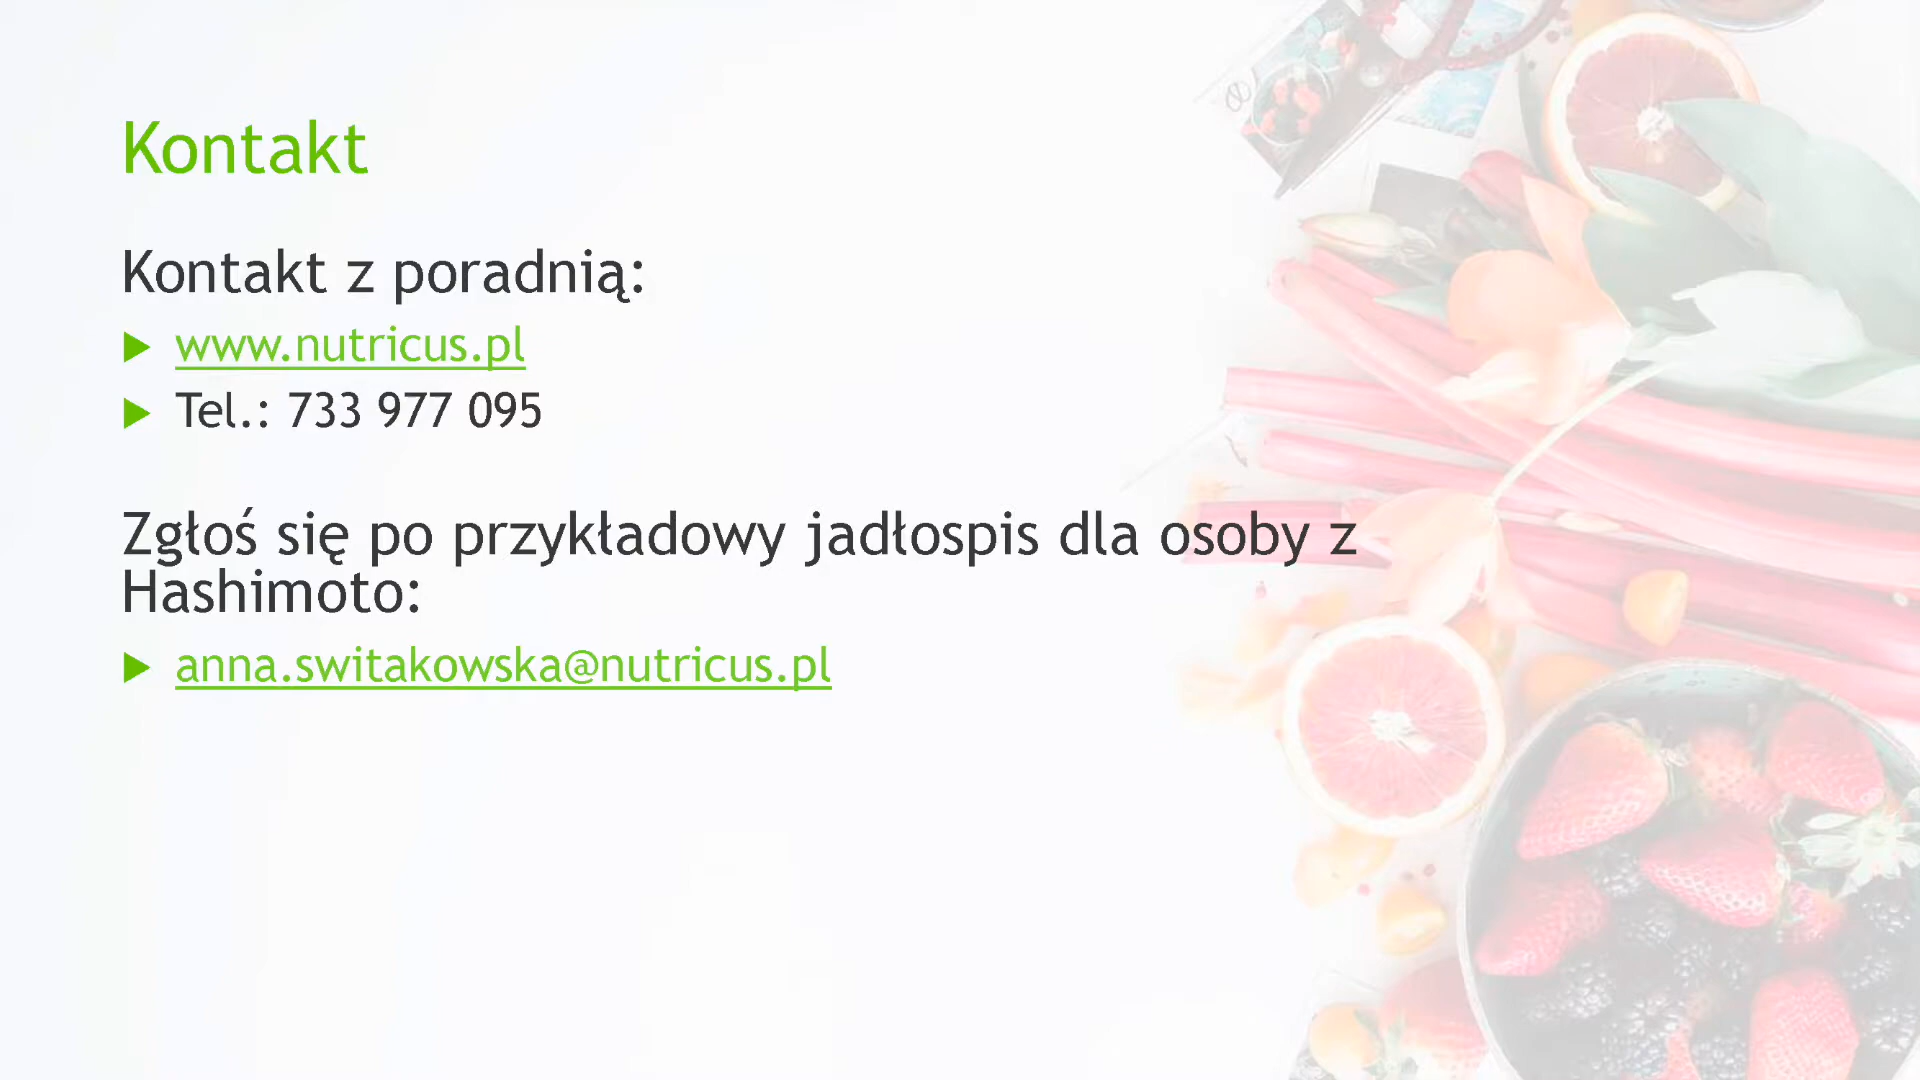 Kontakt
Kontakt z poradnią:
www.nutricus.pl
Tel.: 733 977 095
Zgłoś się po przykładowy jadłospis dla osoby z
Hashimoto:
anna.switakowska@nutricus.pl